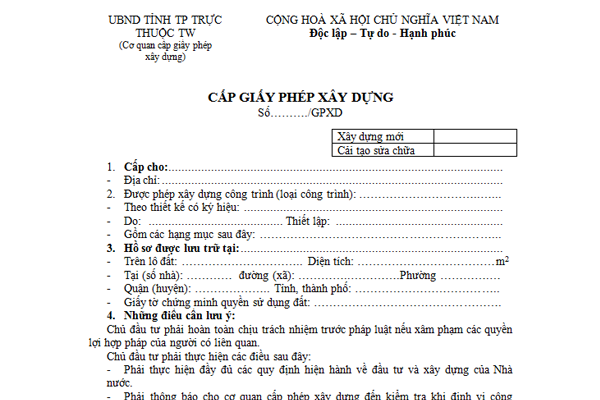 UBND TỈNH TP TRỰC
THUỘC TW
(Cơ quan cấp giấy phép
xây dựng)
CỘNG HOÀ XÃ HỘI CHỦ NGHĨA VIỆT NAM
Độc lập – Tự do - Hạnh phúc
CẤP GIẤY PHÉP XÂY DỰNG
Số………./GPXD
Xây dựng mới
Cải tạo sửa chữa
1. Cấp cho:……………………………………………………………
- Địa chỉ:……………………………………………………………
2. Được phép xây dựng công trình (loại công trình): ……………………………
- Theo thiết kế có ký hiệu: ……………………………………………
- Do: ……………………………… Thiết lập: ……………………………
- Gồm các hạng mục sau đây: ……………………………………………
3. Hồ sơ được lưu trữ tại:……………………………………………
- Trên lô đất: ……………………………… Diện tích: ……………………………m2
- Tại (số nhà): ………… đường (xã): ……………………Phường ………………
- Quận (huyện): ………………… Tỉnh, thành phố: ……………………………
- Giấy tờ chứng minh quyền sử dụng đất: ……………………………………
4. Những điều cần lưu ý:
Chủ đầu tư phải hoàn toàn chịu trách nhiệm trước pháp luật nếu xâm phạm các quyền
lợi hợp pháp của người có liên quan.
Chủ đầu tư phải thực hiện các điều sau đây:
- Phải thực hiện đầy đủ các quy định hiện hành về đầu tư và xây dựng của Nhà
nước.
- Phải thông báo cho cơ quan cấp phép xây dựng đến kiểm tra khi định vị công